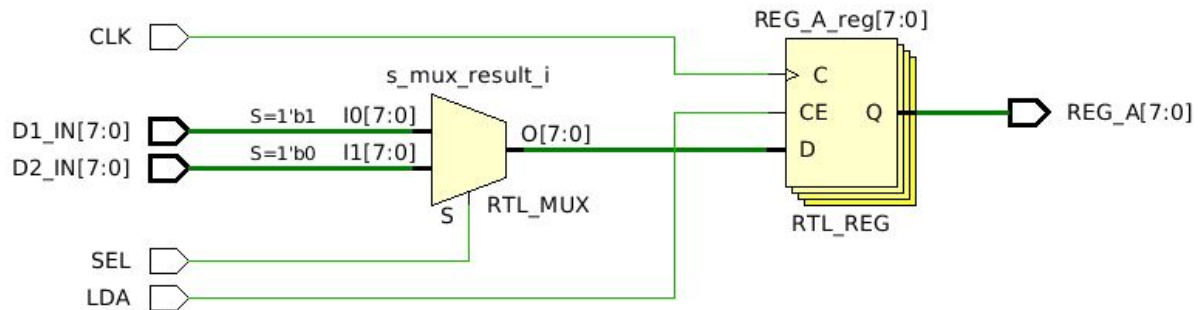 REG_A_reg[7:0]
CLK
s_mux_result_i
C
S=1'b1 I0[7:0]
CE Q
REG_A[7:0]
D1_IN[7:0]
O[7:0]
S=1'b0 I1[7:0]
D
D2_IN[7:0]
S
RTL_MUX
RTL_REG
SEL
LDA